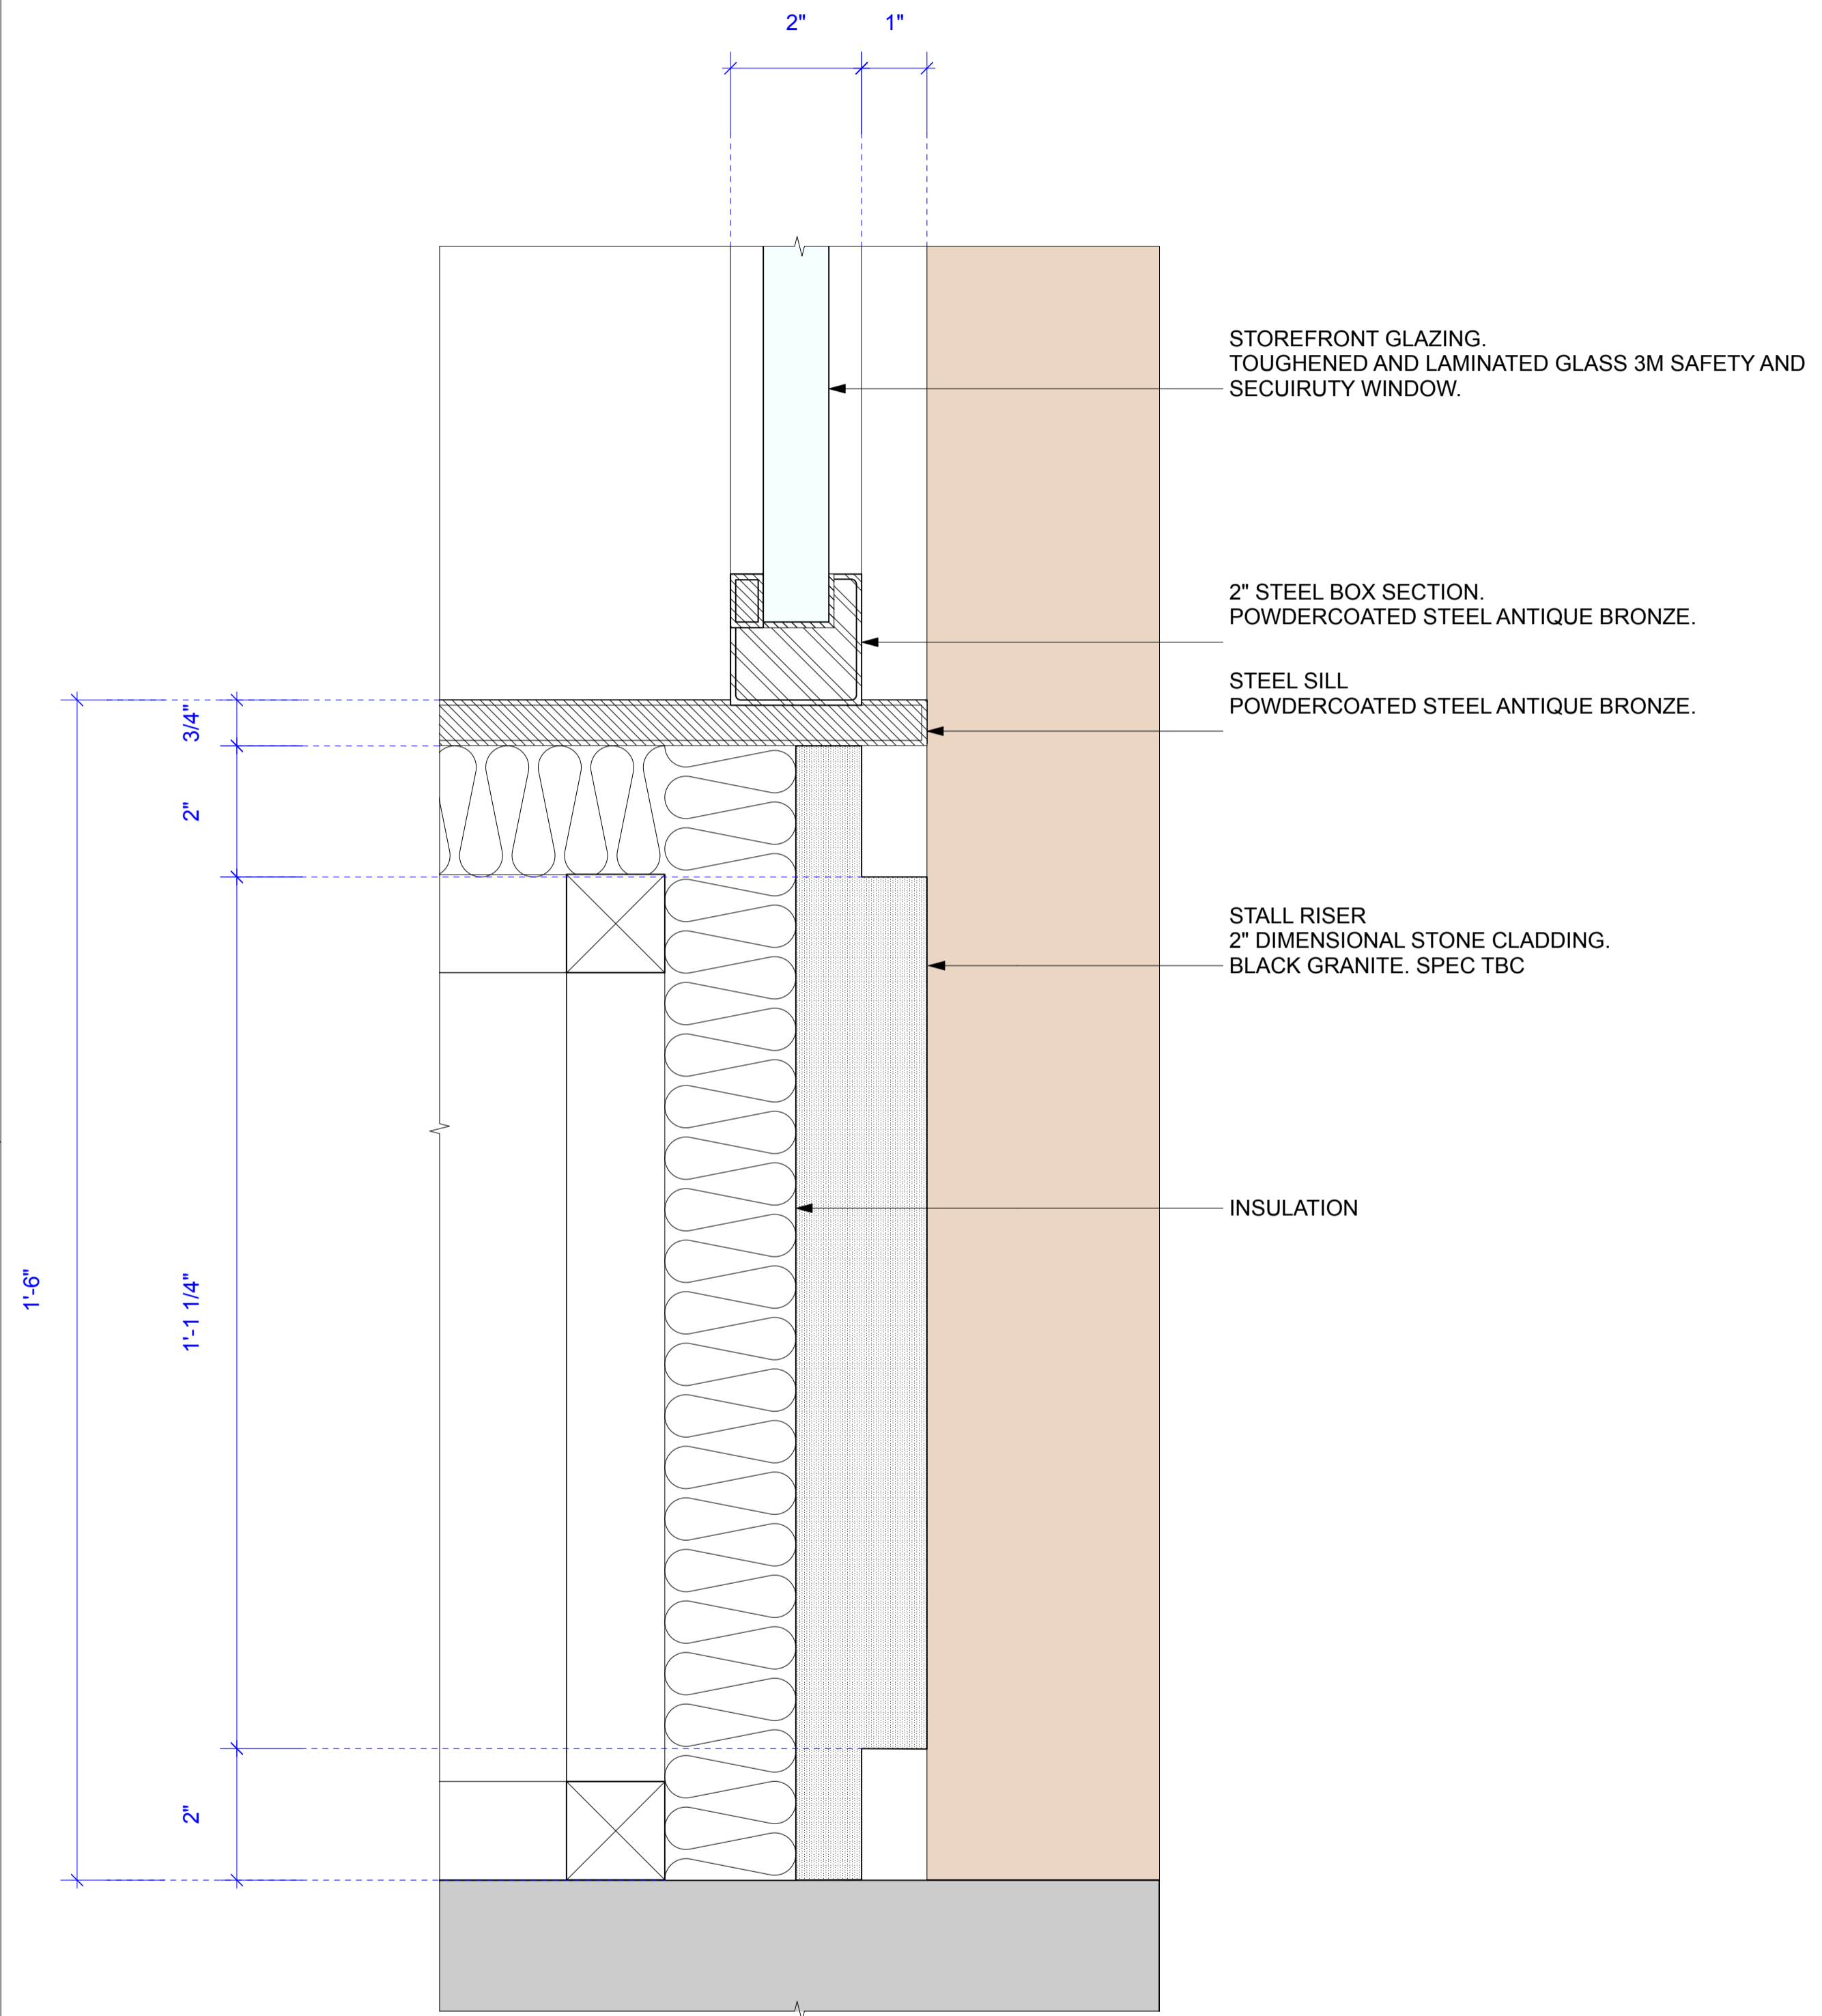 2" 1"
STOREFRONT GLAZING.
TOUGHENED AND LAMINATED GLASS 3M SAFETY AND
SECUIRUTY WINDOW.
2" STEEL BOX SECTION.
POWDERCOATED STEEL ANTIQUE BRONZE.
STEEL SILL
POWDERCOATED STEEL ANTIQUE BRONZE.
3/4"
2"
STALL RISER
2" DIMENSIONAL STONE CLADDING.
BLACK GRANITE. SPEC TBC
INSULATION
1'-6"
1'-1 1/4"
2"